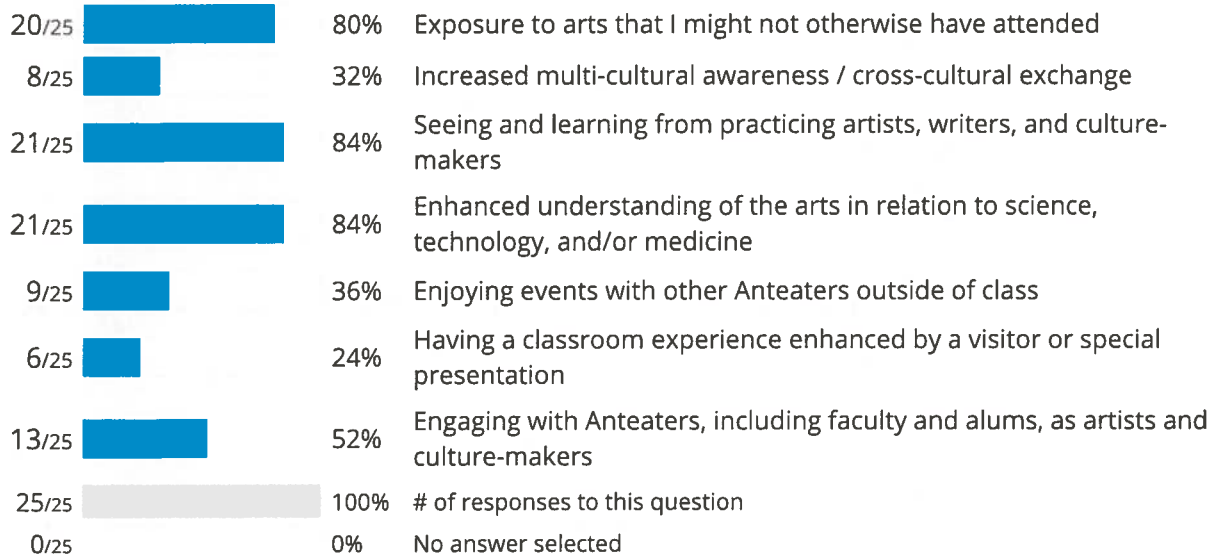 20/25 80% Exposure to arts that I might not otherwise have attended
8/25 32% Increased multi-cultural awareness / cross-cultural exchange
21/25 84% Seeing and learning from practicing artists, writers, and culture-
makers
21/25 84% Enhanced understanding of the arts in relation to science,
technology, and/or medicine
9/25 36% Enjoying events with other Anteaters outside of class
6/25 24% Having a classroom experience enhanced by a visitor or special
presentation
13/25 52% Engaging with Anteaters, including faculty and alums, as artists and
culture-makers
25/25 100% # of responses to this question
0/25 0% No answer selected